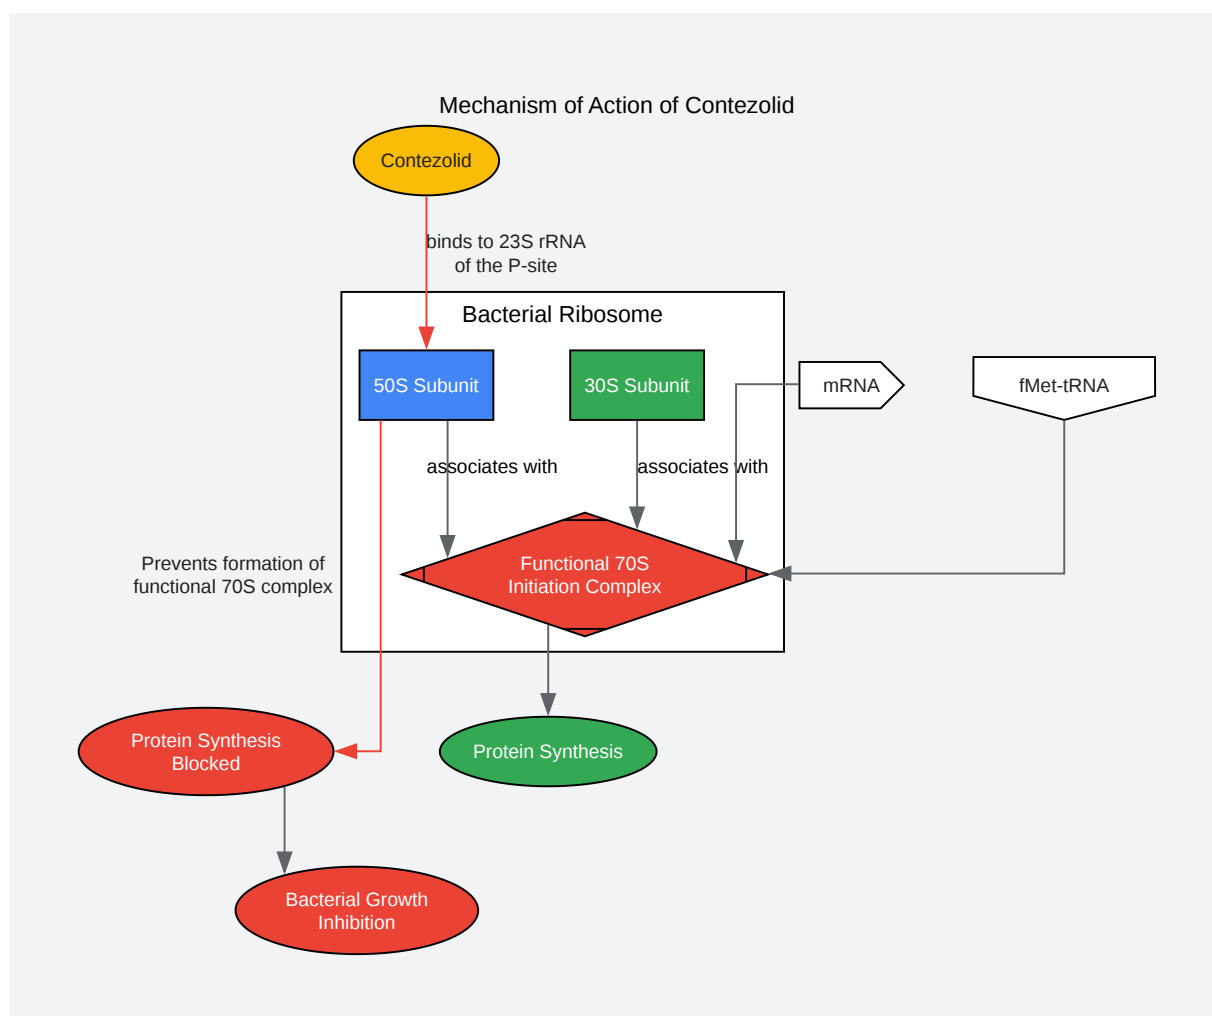 Mechanism of Action of Contezolid
Contezolid
binds to 23S rRNA
of the P-site
Bacterial Ribosome
50S Subunit
30S Subunit
mRNA
fMet-tRNA
associates with
associates with
Prevents formation of
functional 70S complex
Functional 70S
Initiation Complex
Protein Synthesis
Blocked
Protein Synthesis
Bacterial Growth
Inhibition